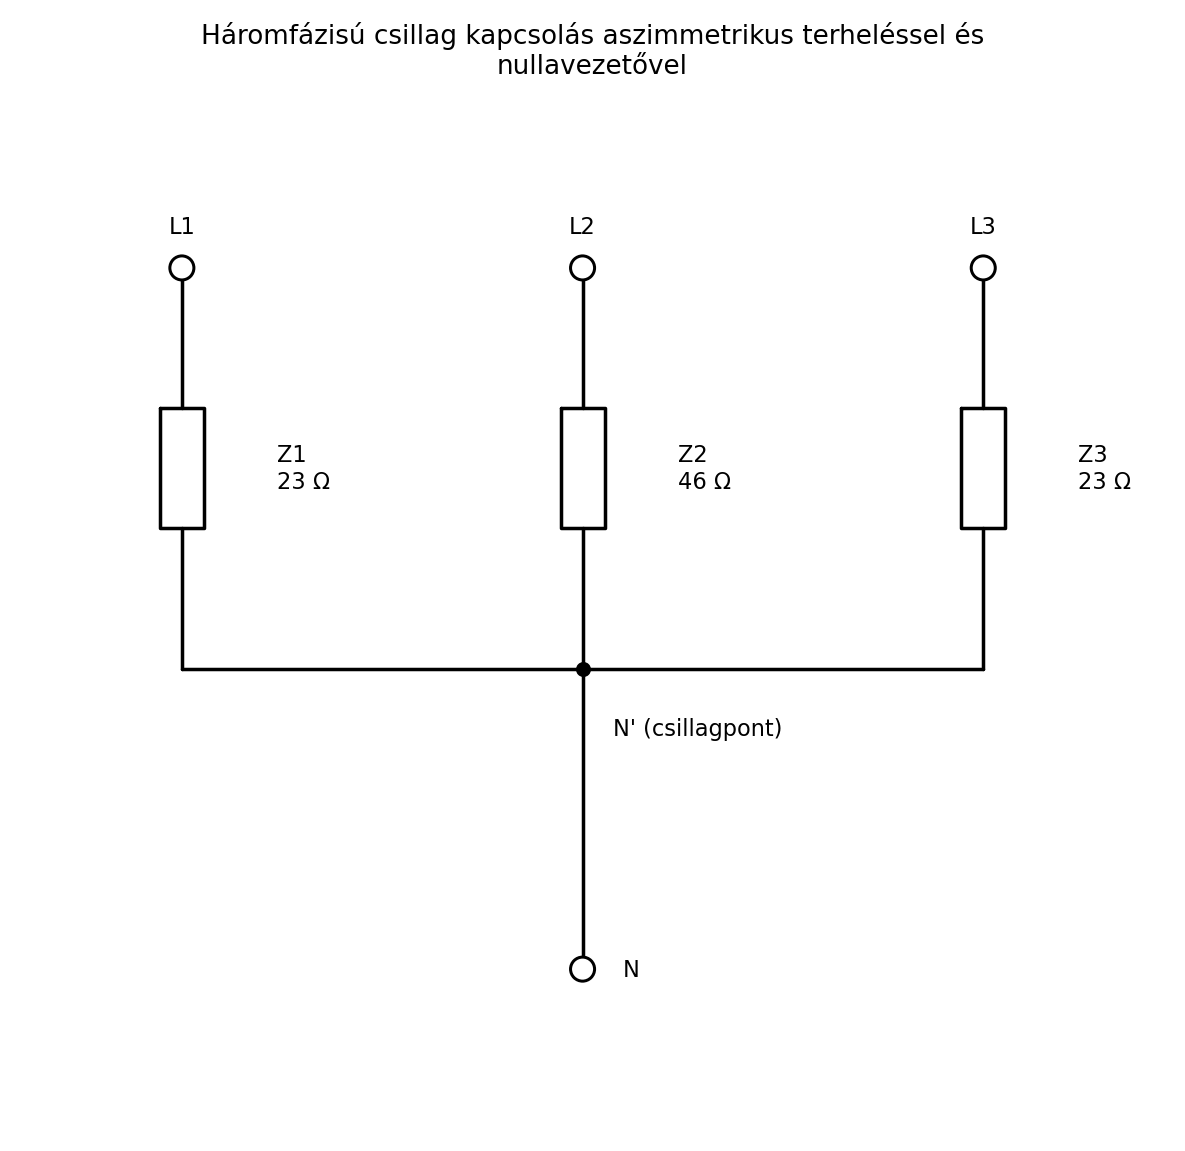 Háromfázisú csillag kapcsolás aszimmetrikus terheléssel és
nullavezetővel
L1
L2
L3
Z1
23 Ω
Z2
46 Ω
Z3
23 Ω
N' (csillagpont)
N